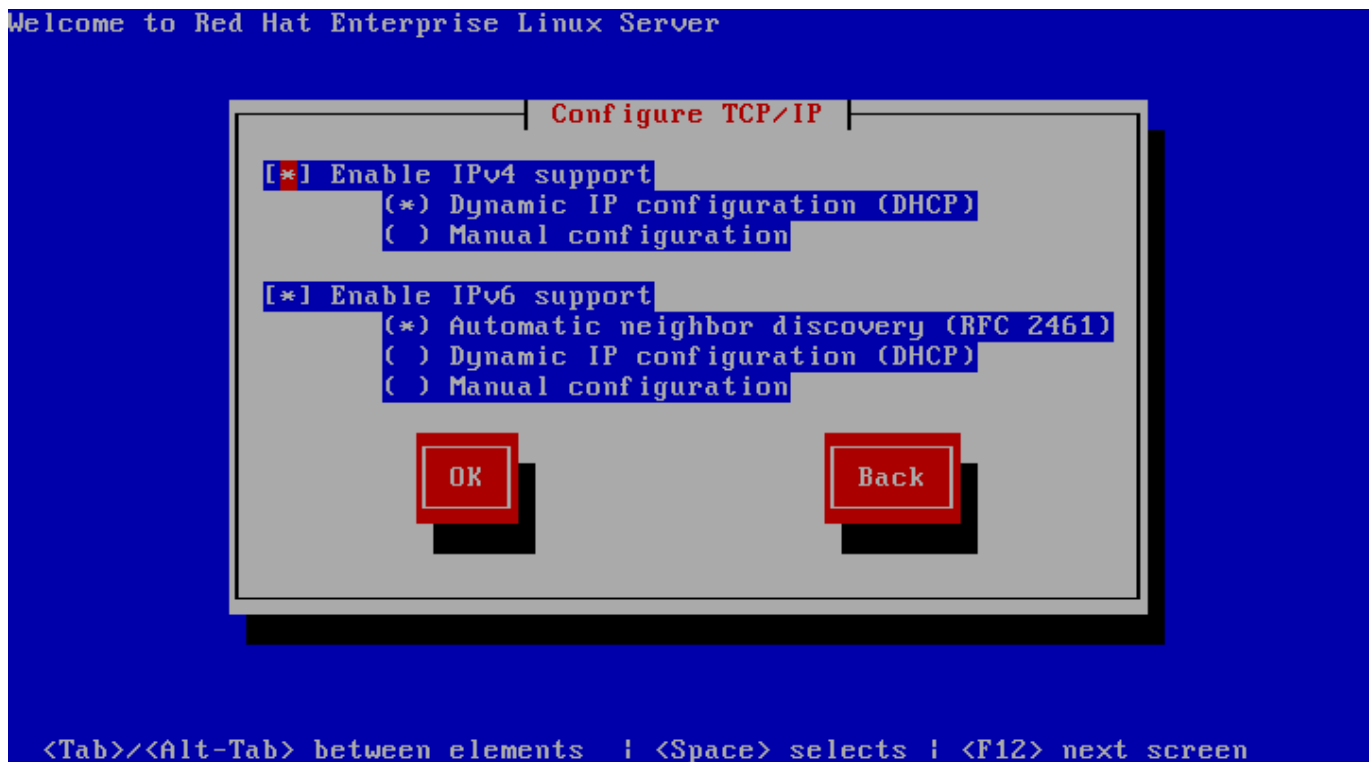 Welcome to Red Hat Enterprise Linux Server
Configure TCP/IP
[*] Enable IPv4 support
(*) Dynamic IP configuration (DHCP)
( ) Manual configuration
[*] Enable IPv6 support
(*) Automatic neighbor discovery (RFC 2461)
( ) Dynamic IP configuration (DHCP)
( ) Manual configuration
OK Back
<Tab>/<Alt-Tab> between elements | <Space> selects | <F12> next screen